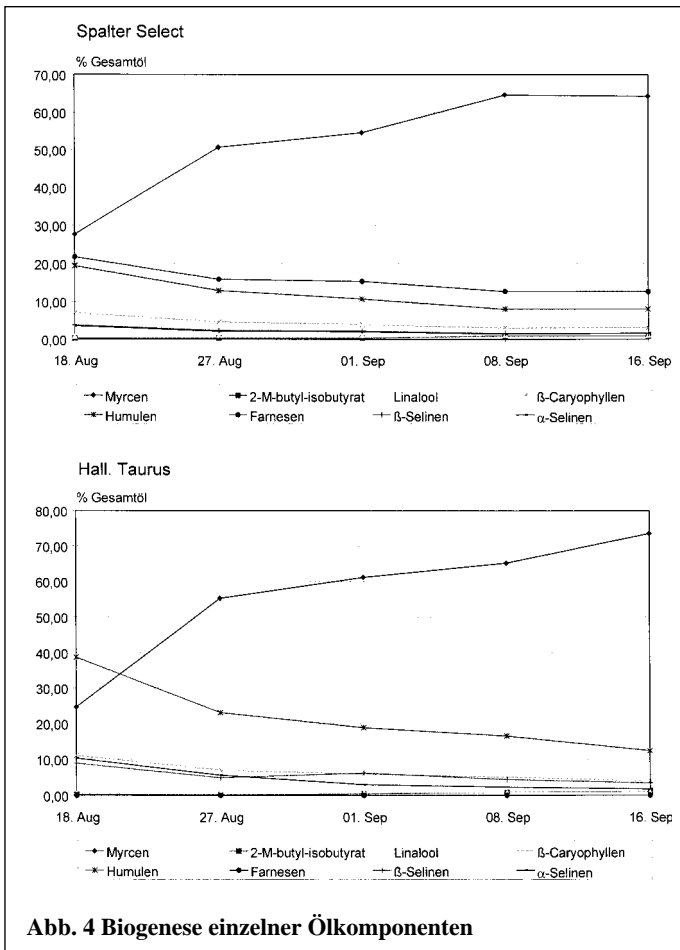 Spalter Select
% Gesamtöl
70,00
60,00
50,00
40,00
30,00
20,00
10,00
0,00
18. Aug 27. Aug 01. Sep 08. Sep 16. Sep
Myrcen 2-M-butyl-isobutyrat Linalool ß-Caryophyllen
Humulen Farnesen ß-Selinen α-Selinen
Hall. Taurus
% Gesamtöl
80,00
70,00
60,00
50,00
40,00
30,00
20,00
10,00
0,00
18. Aug 27. Aug 01. Sep 08. Sep 16. Sep
Myrcen 2-M-butyl-isobutyrat Linalool ß-Caryophyllen
Humulen Farnesen ß-Selinen α-Selinen
Abb. 4 Biogenese einzelner Ölkomponenten